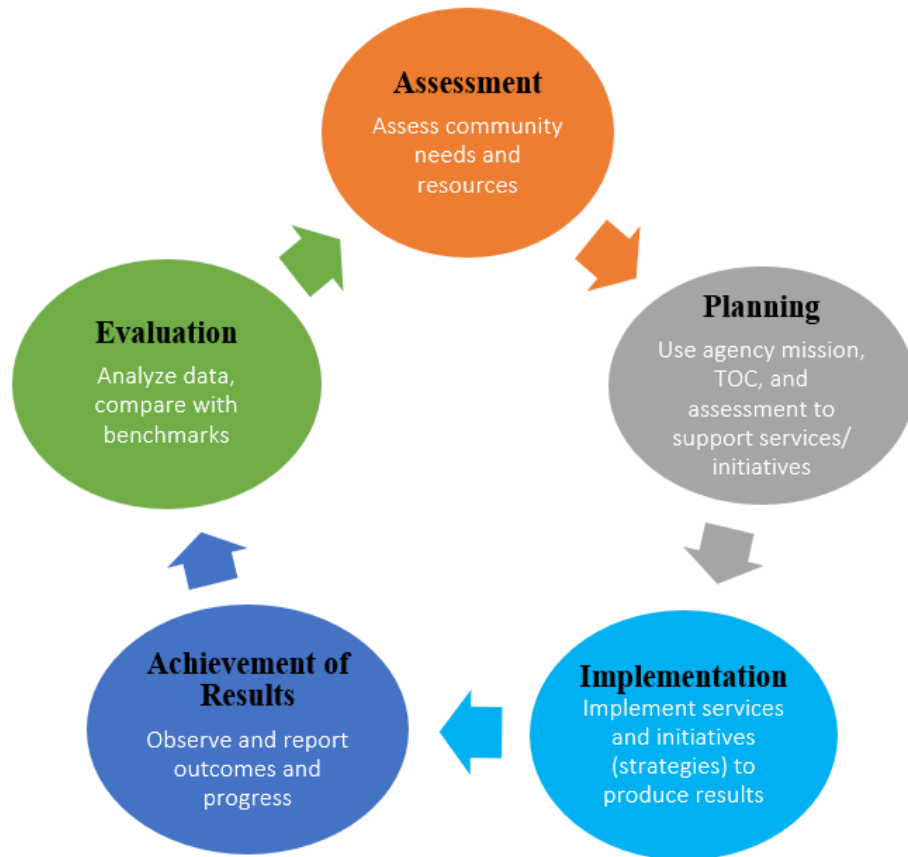 Assessment
Assess community
needs and
resources
Planning
Use agency mission,
TOC, and
assessment to
support services/
initiatives
Implementation
Implement services
and initiatives
(strategies) to
produce results
Achievement of
Results
Observe and report
outcomes and
progress
Evaluation
Analyze data,
compare with
benchmarks